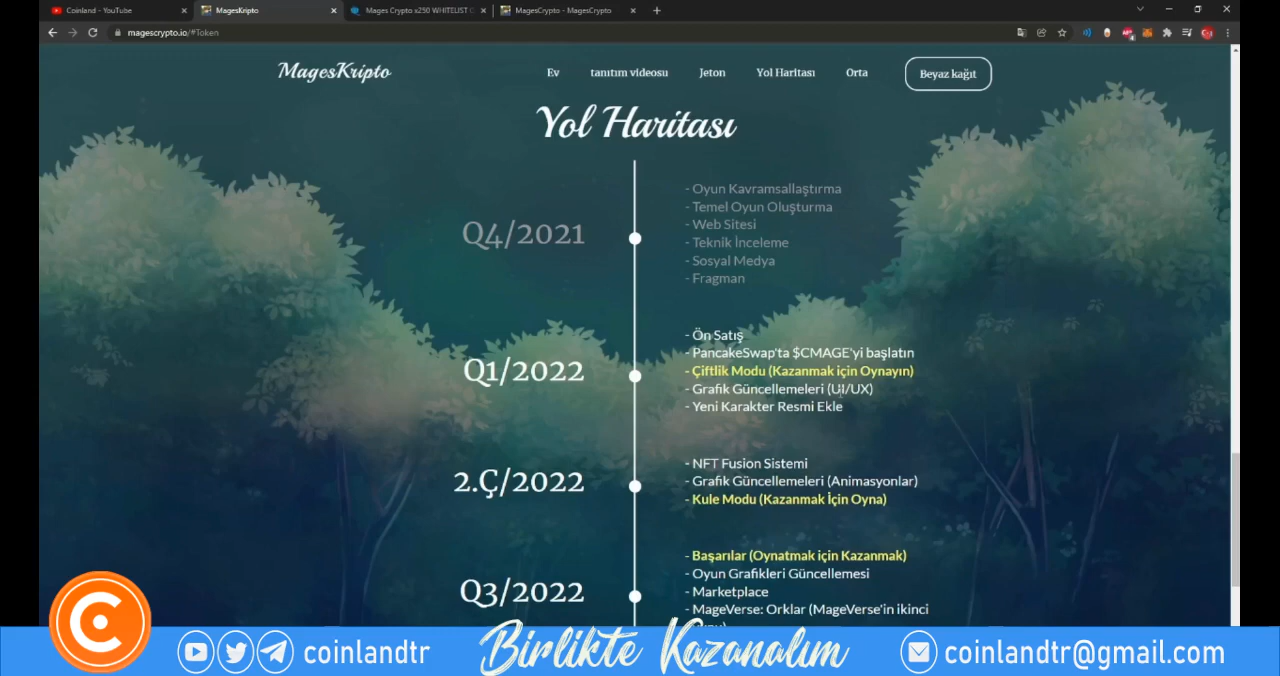 Coinland - YouTube
MagesKripto
Mages Crypto x250 WHITELIST
MagesCrypto - MagesCrypto
magescrypto.io/#Token
MagesKripto
Ev
tanıtım videosu
Jeton
Yol Haritası
Orta
Beyaz kağıt
Yol Haritası
Q4/2021
- Oyun Kavramsallaştırma
- Temel Oyun Oluşturma
- Web Sitesi
- Teknik İnceleme
- Sosyal Medya
- Fragman
Q1/2022
- Ön Satış
- PancakeSwap'ta $CMAGE'yi başlatın
- Çiftlik Modu (Kazanmak için Oynayın)
- Grafik Güncellemeleri (UI/UX)
- Yeni Karakter Resmi Ekle
2.Ç/2022
- NFT Fusion Sistemi
- Grafik Güncellemeleri (Animasyonlar)
- Kule Modu (Kazanmak İçin Oyna)
Q3/2022
- Başarılar (Oynatmak için Kazanmak)
- Oyun Grafikleri Güncellemesi
- Marketplace
- MageVerse: Orklar (MageVerse'in ikinci
coinlandtr
Birlikte Kazanalım
coinlandtr@gmail.com